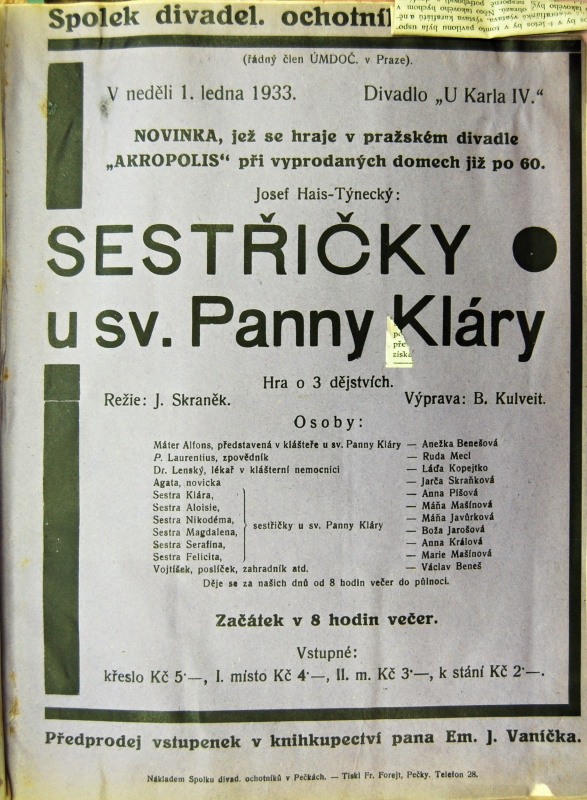 Spolek divadel. ochotní
(řádný člen ÚMDOČ. v Praze).
V neděli 1. ledna 1933. Divadlo „U Karla IV.“
NOVINKA, jež se hraje v pražském divadle
„AKROPOLIS“ při vyprodaných domech již po 60.
Josef Hais-Týnecký:
SESTŘIČKY
u sv. Panny Kláry
Hra o 3 dějstvích.
Režie: J. Skraněk. Výprava: B. Kulveit.
Osoby:
Máter Alfons, představená v klášteře u sv. Panny Kláry — Anežka Benešová
P. Laurentius, zpovědník — Ruda Mecl
Dr. Lenský, lékař v klášterní nemocnici — Láďa Kopejtko
Agata, novicka — Jarča Skraňková
Sestra Klára, — Anna Píšová
Sestra Aloisie, — Máňa Mašínová
Sestra Nikodéma, — Máňa Javůrková
sestřičky u sv. Panny Kláry
Sestra Magdalena, — Boža Jarošová
Sestra Serafina, — Anna Králová
Sestra Felicita, — Marie Mašínová
Vojtíšek, poslíček, zahradník atd. — Václav Beneš
Děje se za našich dnů od 8 hodin večer do půlnoci.
Začátek v 8 hodin večer.
Vstupné:
křeslo Kč 5·—, I. místo Kč 4·—, II. m. Kč 3·—, k stání Kč 2·—.
Předprodej vstupenek v knihkupectví pana Em. J. Vaníčka.
Nákladem Spolku divad. ochotníků v Pečkách. — Tiskl Fr. Forejt, Pečky. Telefon 28.